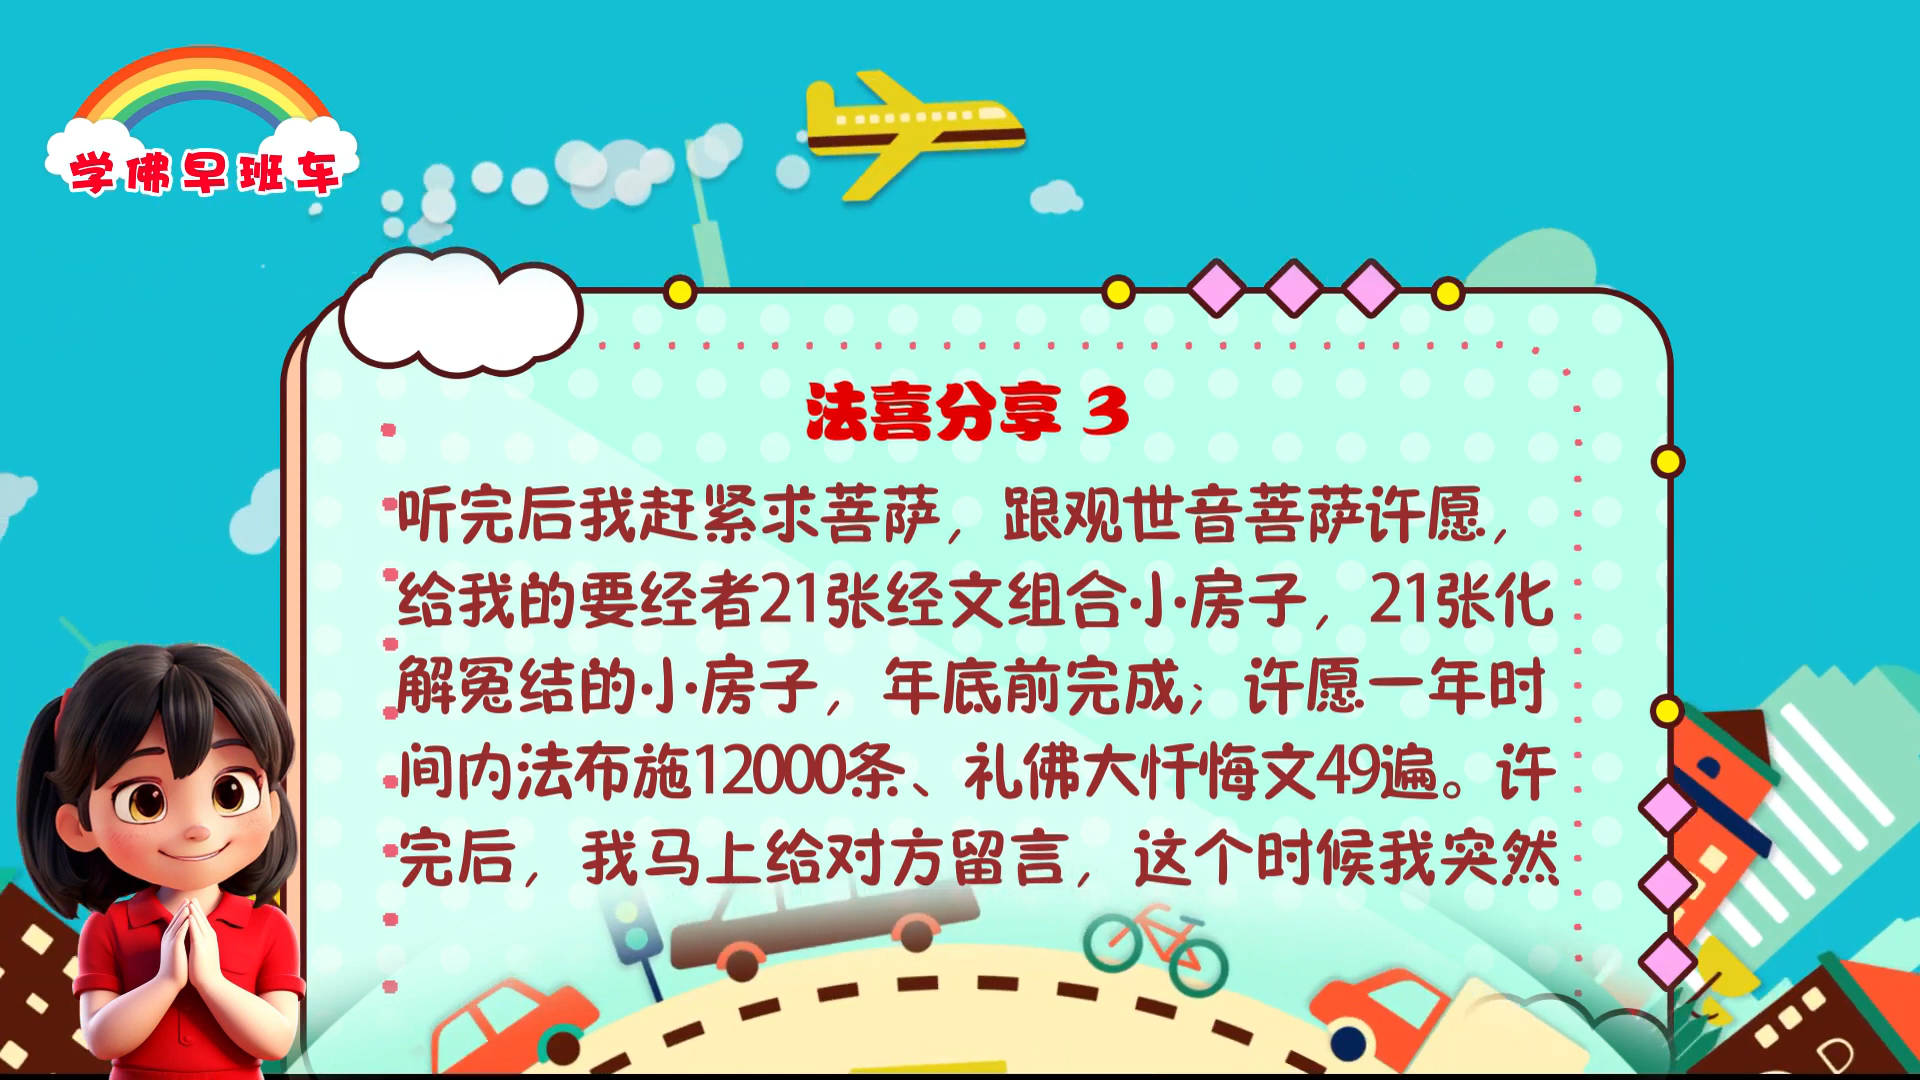 学佛早班车
法喜分享 3
听完后我赶紧求菩萨，跟观世音菩萨许愿，
给我的要经者21张经文组合小房子，21张化
解冤结的小房子，年底前完成；许愿一年时
间内法布施12000条、礼佛大忏悔文49遍。许
完后，我马上给对方留言，这个时候我突然
D